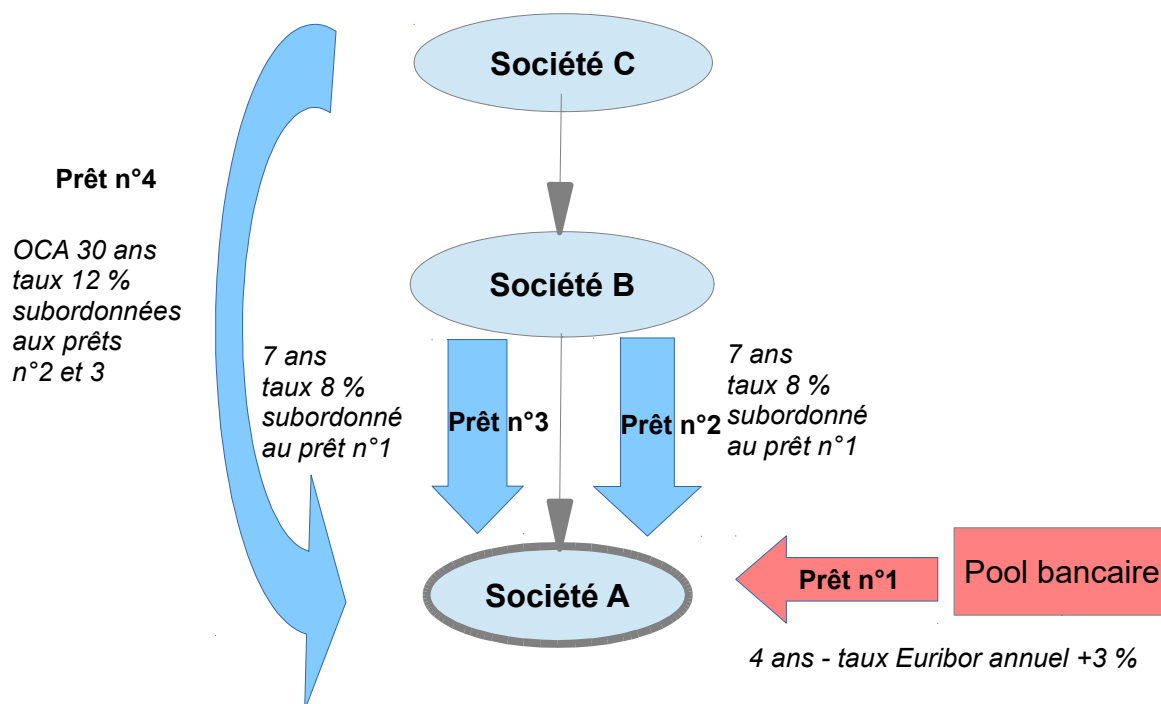 Société C
Prêt n°4
OCA 30 ans
taux 12 %
subordonnées
aux prêts
n°2 et 3
Société B
7 ans
taux 8 %
subordonné
au prêt n°1
Prêt n°3
Prêt n°2
7 ans
taux 8 %
subordonné
au prêt n°1
Société A
Prêt n°1
Pool bancaire
4 ans - taux Euribor annuel +3 %